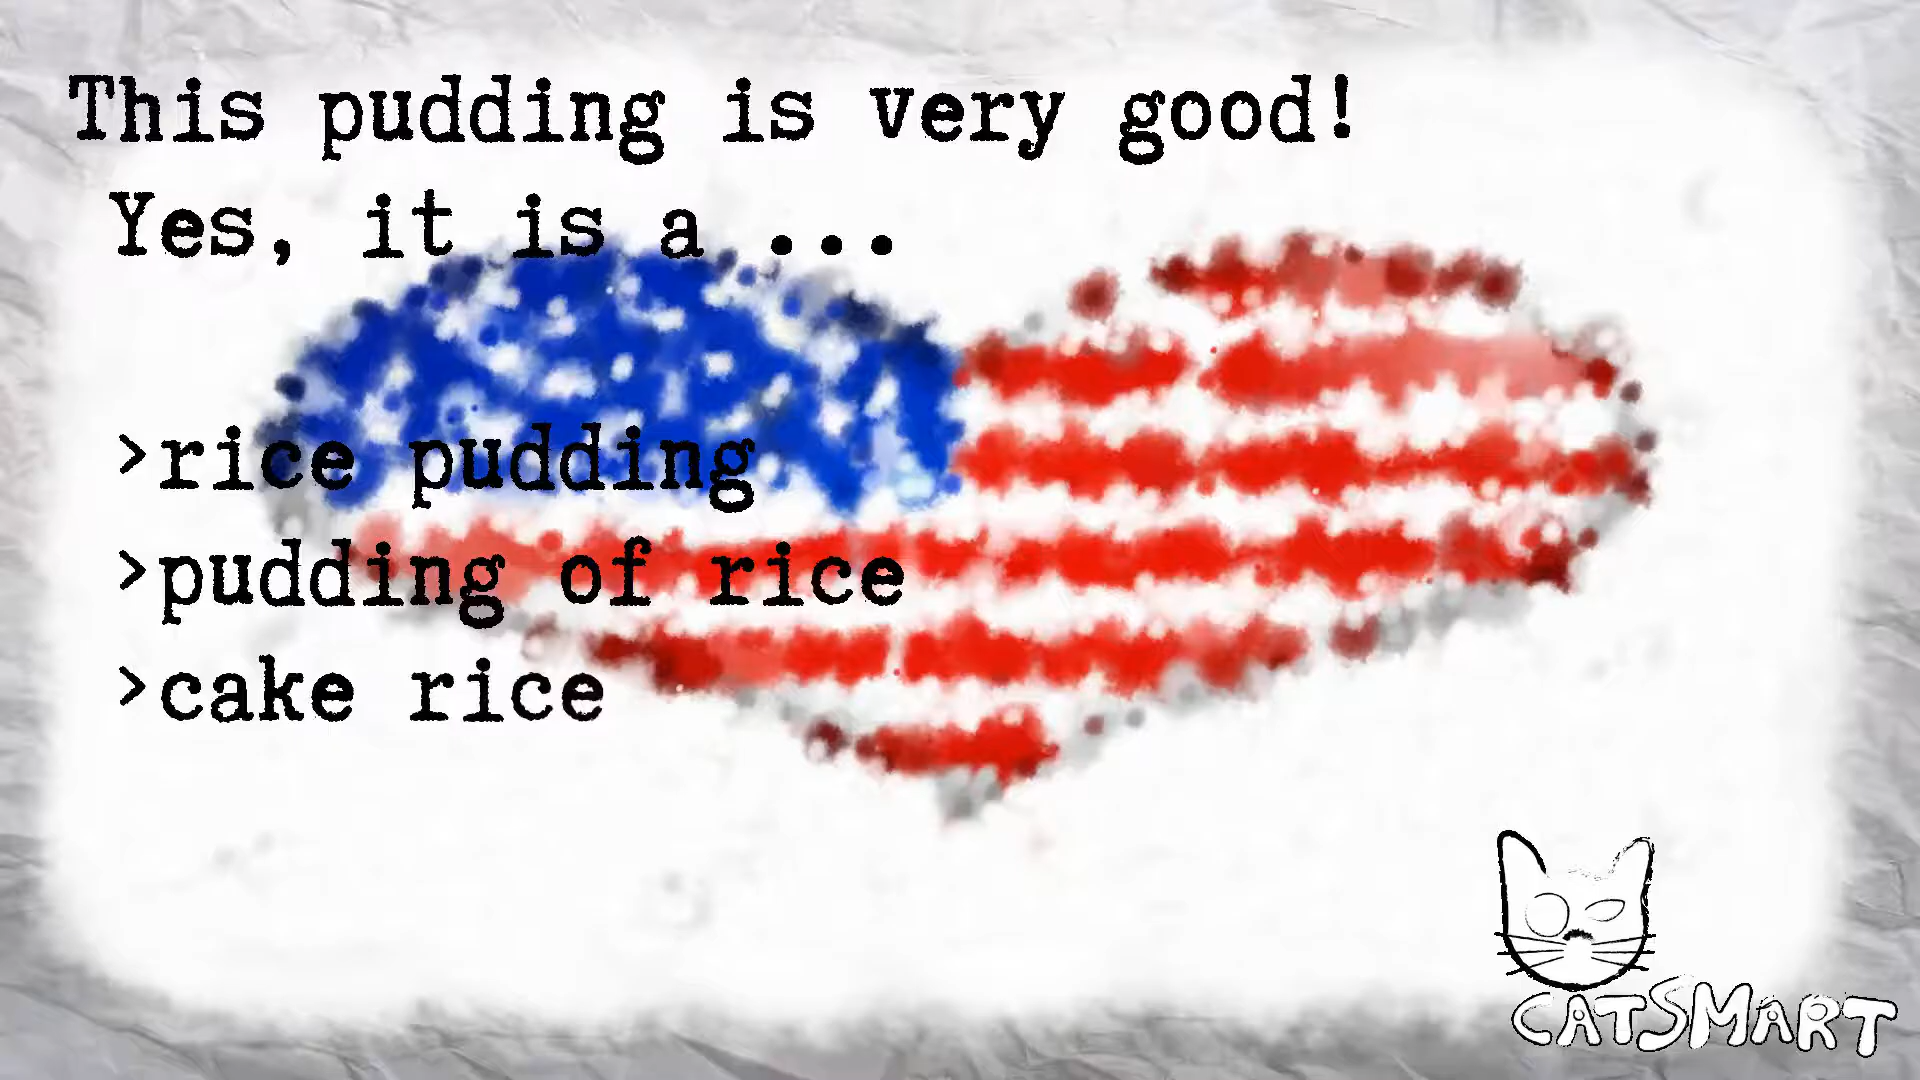 This pudding is very good!
Yes, it is a ...
>rice pudding
>pudding of rice
>cake rice
CATSMART